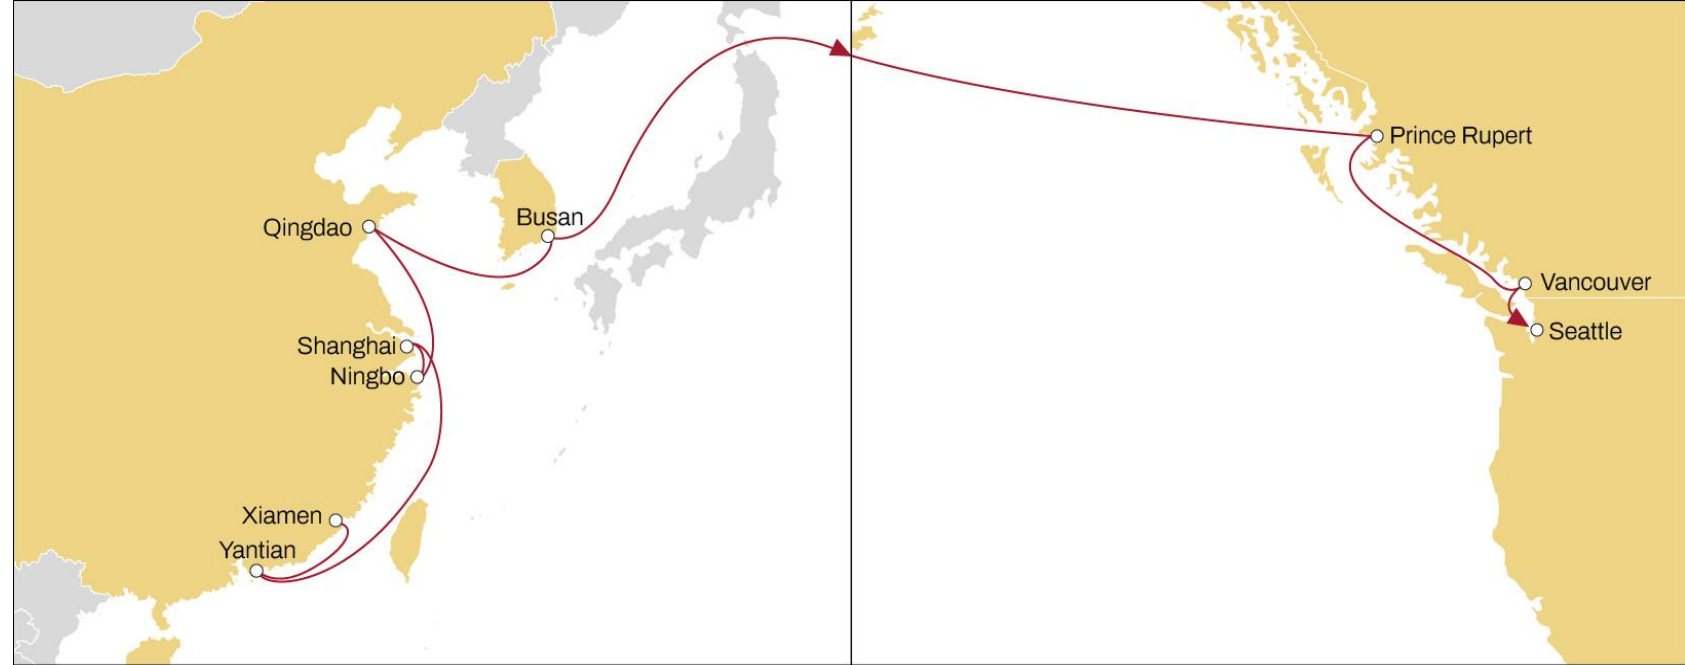 Prince Rupert
Busan
Qingdao
Vancouver
Seattle
Shanghai
Ningbo
Xiamen
Yantian